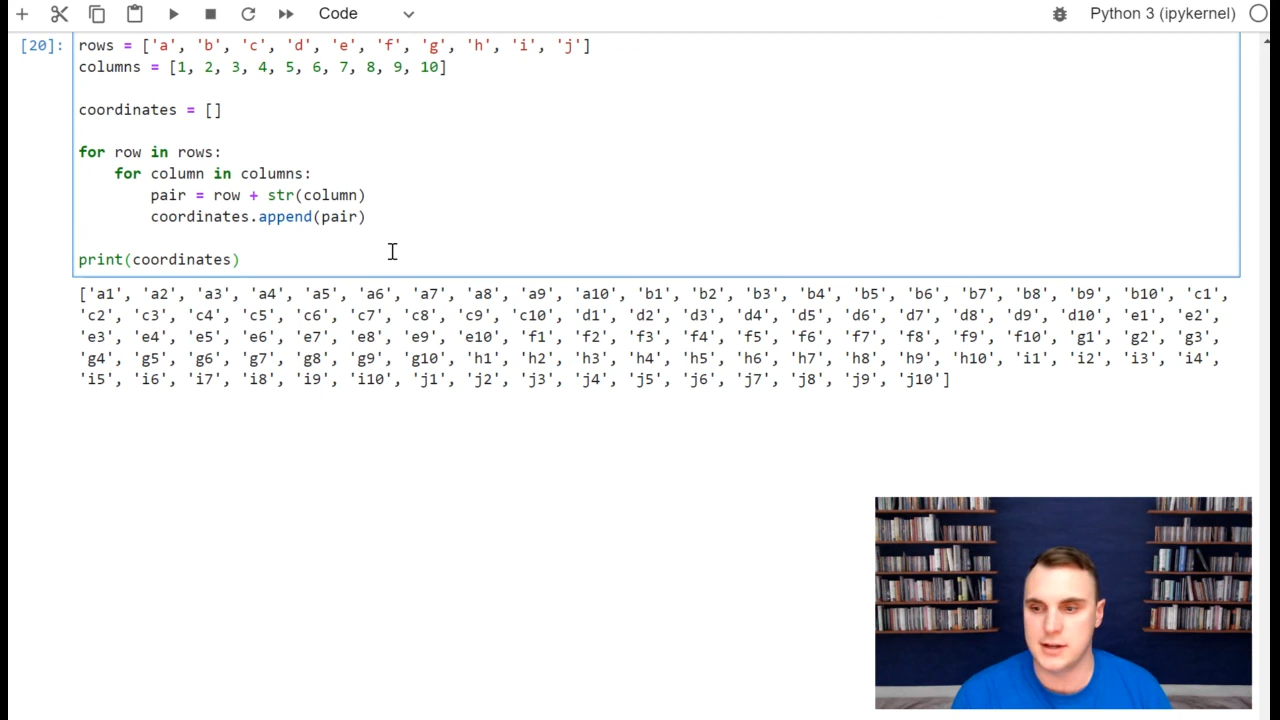 Code
Python 3 (ipykernel)
[20]:
rows = ['a', 'b', 'c', 'd', 'e', 'f', 'g', 'h', 'i', 'j']
columns = [1, 2, 3, 4, 5, 6, 7, 8, 9, 10]
coordinates = []
for row in rows:
    for column in columns:
        pair = row + str(column)
        coordinates.append(pair)
print(coordinates)
['a1', 'a2', 'a3', 'a4', 'a5', 'a6', 'a7', 'a8', 'a9', 'a10', 'b1', 'b2', 'b3', 'b4', 'b5', 'b6', 'b7', 'b8', 'b9', 'b10', 'c1',
'c2', 'c3', 'c4', 'c5', 'c6', 'c7', 'c8', 'c9', 'c10', 'd1', 'd2', 'd3', 'd4', 'd5', 'd6', 'd7', 'd8', 'd9', 'd10', 'e1', 'e2',
'e3', 'e4', 'e5', 'e6', 'e7', 'e8', 'e9', 'e10', 'f1', 'f2', 'f3', 'f4', 'f5', 'f6', 'f7', 'f8', 'f9', 'f10', 'g1', 'g2', 'g3',
'g4', 'g5', 'g6', 'g7', 'g8', 'g9', 'g10', 'h1', 'h2', 'h3', 'h4', 'h5', 'h6', 'h7', 'h8', 'h9', 'h10', 'i1', 'i2', 'i3', 'i4',
'i5', 'i6', 'i7', 'i8', 'i9', 'i10', 'j1', 'j2', 'j3', 'j4', 'j5', 'j6', 'j7', 'j8', 'j9', 'j10']